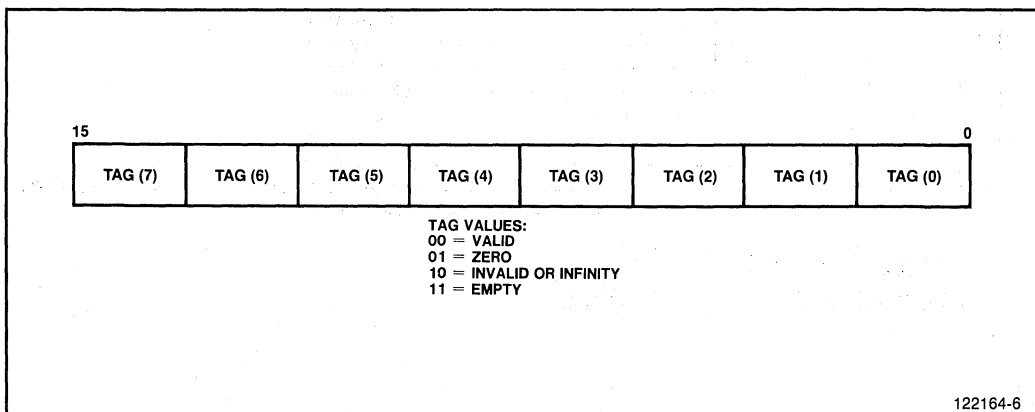 15 0
TAG (7) TAG (6) TAG (5) TAG (4) TAG (3) TAG (2) TAG (1) TAG (0)
TAG VALUES:
00 = VALID
01 = ZERO
10 = INVALID OR INFINITY
11 = EMPTY
122164-6